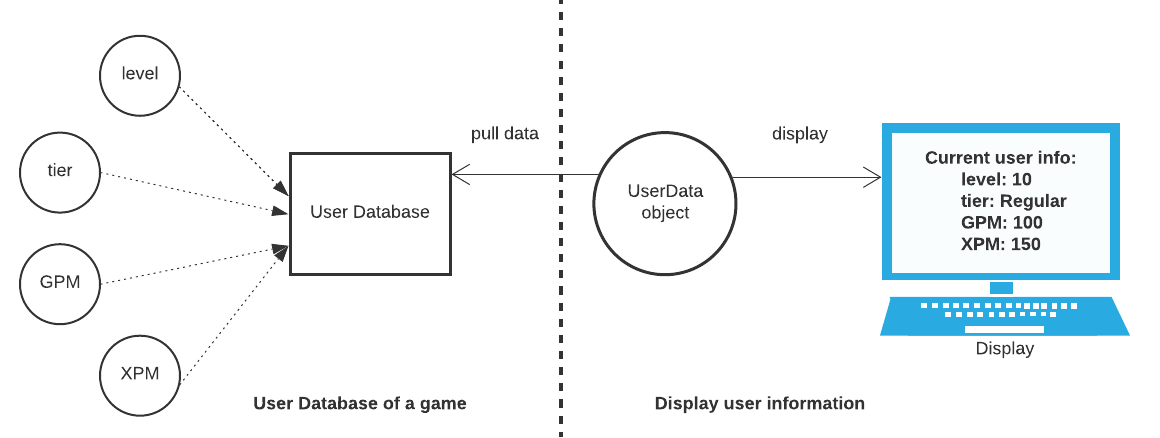 level
tier
GPM
XPM
User Database
pull data
UserData
object
display
Current user info:
level: 10
tier: Regular
GPM: 100
XPM: 150
Display
User Database of a game
Display user information